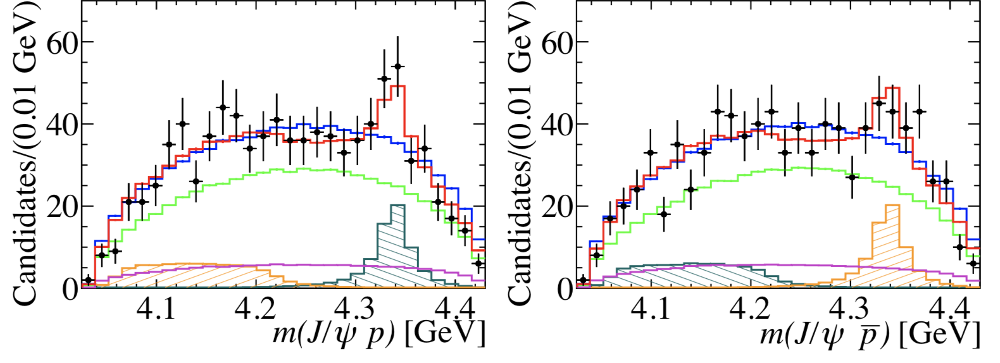 Candidates/(0.01 GeV)
60
40
20
0
4.1 4.2 4.3 4.4
m(J/ψ p) [GeV]
Candidates/(0.01 GeV)
60
40
20
0
4.1 4.2 4.3 4.4
m(J/ψ p̅) [GeV]